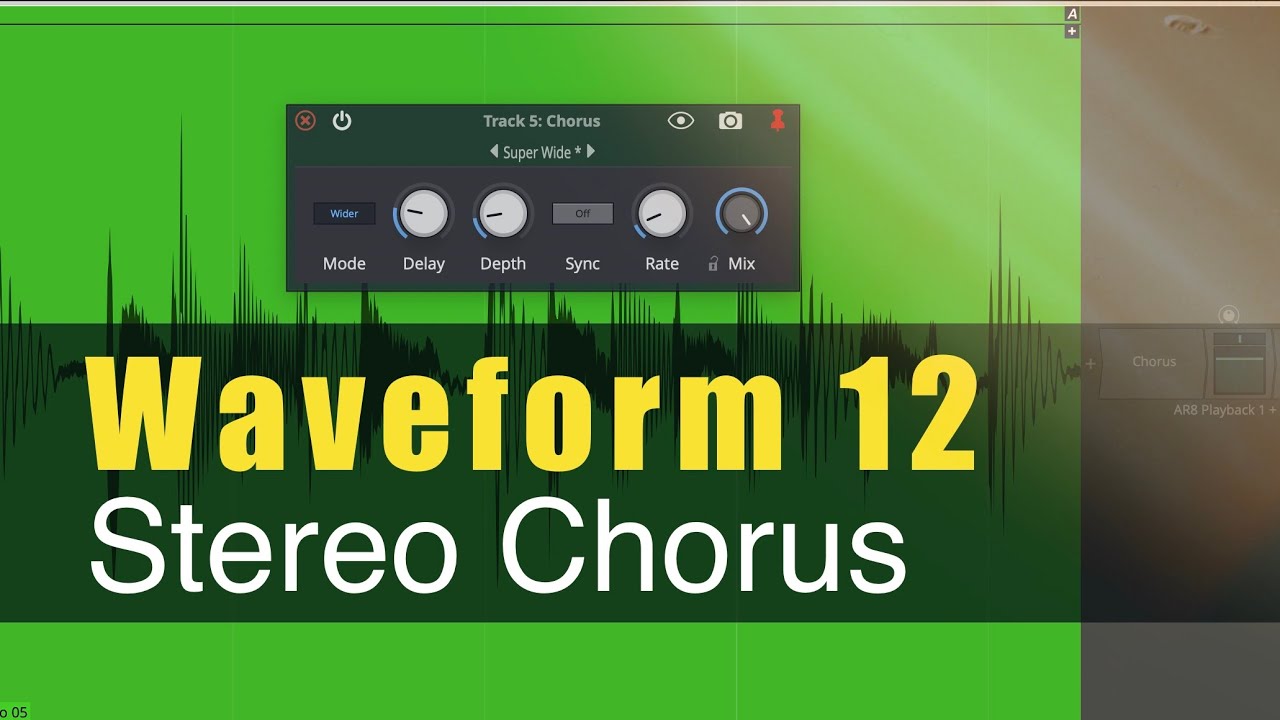 A
+
Track 5: Chorus
Super Wide *
Wider
Off
Mode Delay Depth Sync Rate Mix
Waveform 12
Stereo Chorus
+ Chorus
AR8 Playback 1 +
o 05